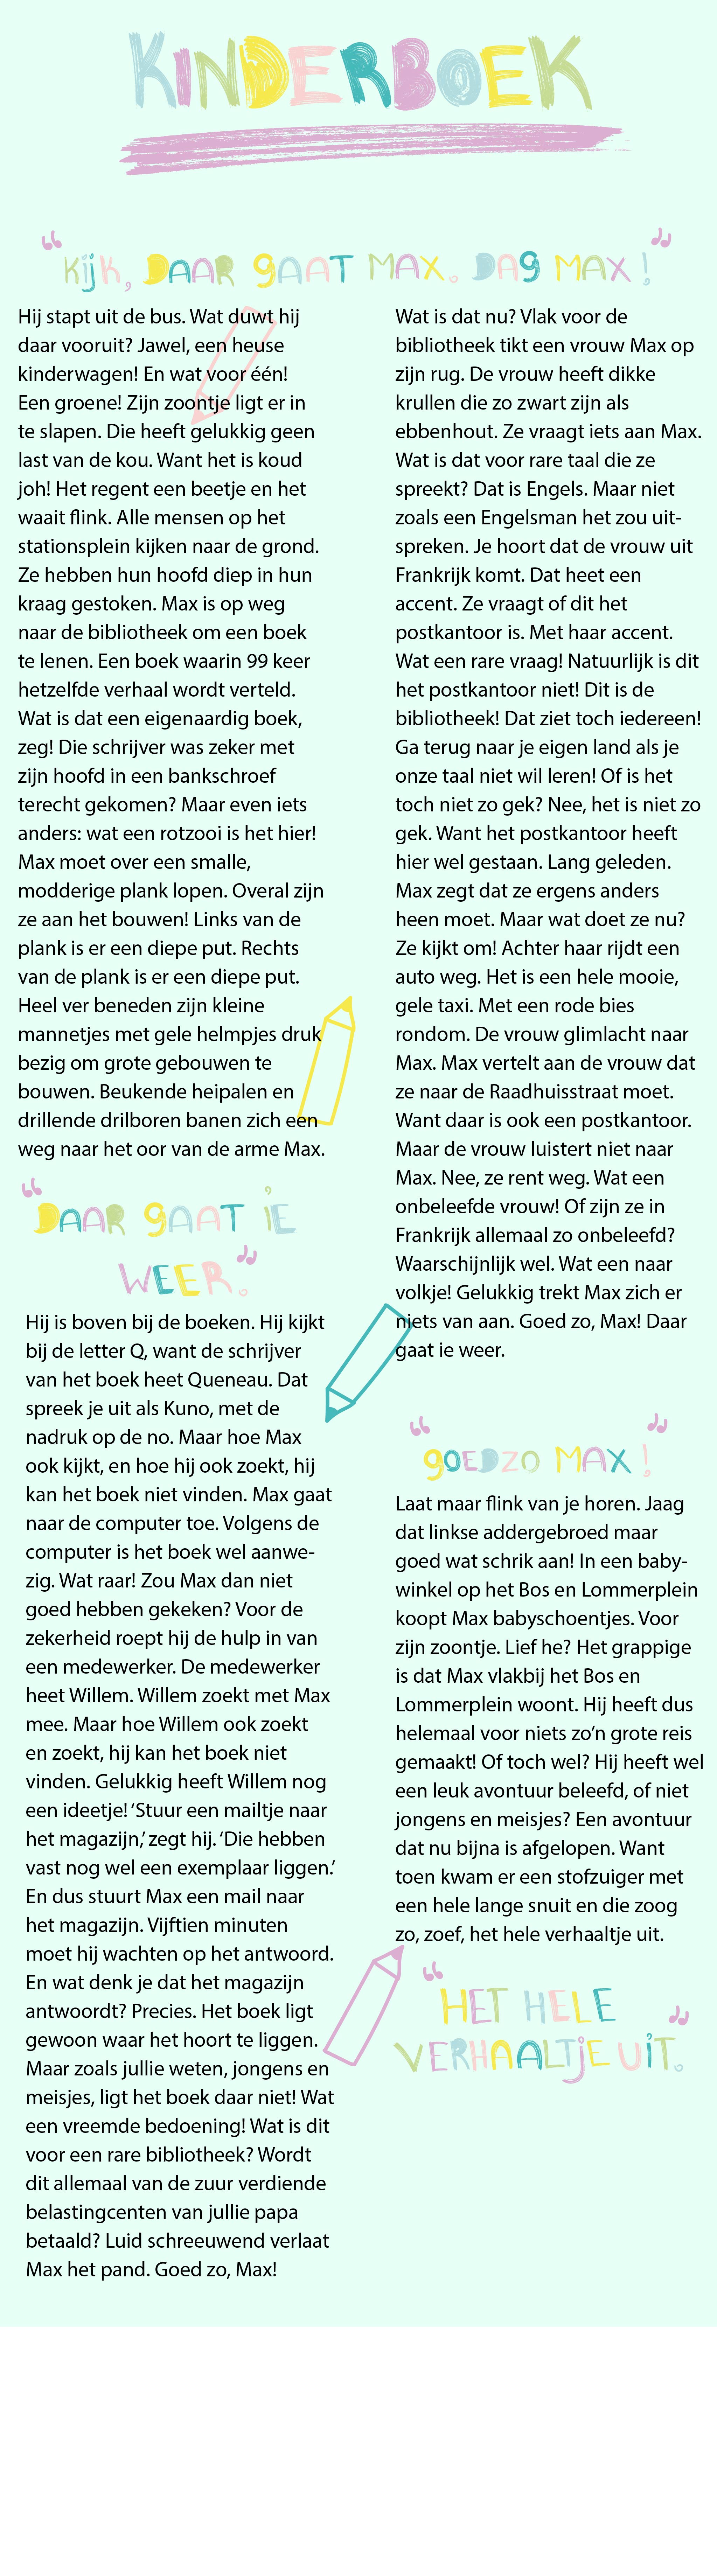 KINDERBOEK
“KIJK, DAAR GAAT MAX. DAG MAX!”
Hij stapt uit de bus. Wat duwt hij
daar vooruit? Jawel, een heuse
kinderwagen! En wat voor één!
Een groene! Zijn zoontje ligt er in
te slapen. Die heeft gelukkig geen
last van de kou. Want het is koud
joh! Het regent een beetje en het
waait flink. Alle mensen op het
stationsplein kijken naar de grond.
Ze hebben hun hoofd diep in hun
kraag gestoken. Max is op weg
naar de bibliotheek om een boek
te lenen. Een boek waarin 99 keer
hetzelfde verhaal wordt verteld.
Wat is dat een eigenaardig boek,
zeg! Die schrijver was zeker met
zijn hoofd in een bankschroef
terecht gekomen? Maar even iets
anders: wat een rotzooi is het hier!
Max moet over een smalle,
modderige plank lopen. Overal zijn
ze aan het bouwen! Links van de
plank is er een diepe put. Rechts
van de plank is er een diepe put.
Heel ver beneden zijn kleine
mannetjes met gele helmpjes druk
bezig om grote gebouwen te
bouwen. Beukende heipalen en
drillende drilboren banen zich een
weg naar het oor van de arme Max.
Wat is dat nu? Vlak voor de
bibliotheek tikt een vrouw Max op
zijn rug. De vrouw heeft dikke
krullen die zo zwart zijn als
ebbenhout. Ze vraagt iets aan Max.
Wat is dat voor rare taal die ze
spreekt? Dat is Engels. Maar niet
zoals een Engelsman het zou uit-
spreken. Je hoort dat de vrouw uit
Frankrijk komt. Dat heet een
accent. Ze vraagt of dit het
postkantoor is. Met haar accent.
Wat een rare vraag! Natuurlijk is dit
het postkantoor niet! Dit is de
bibliotheek! Dat ziet toch iedereen!
Ga terug naar je eigen land als je
onze taal niet wil leren! Of is het
toch niet zo gek? Nee, het is niet zo
gek. Want het postkantoor heeft
hier wel gestaan. Lang geleden.
Max zegt dat ze ergens anders
heen moet. Maar wat doet ze nu?
Ze kijkt om! Achter haar rijdt een
auto weg. Het is een hele mooie,
gele taxi. Met een rode bies
rondom. De vrouw glimlacht naar
Max. Max vertelt aan de vrouw dat
ze naar de Raadhuisstraat moet.
Want daar is ook een postkantoor.
Maar de vrouw luistert niet naar
Max. Nee, ze rent weg. Wat een
onbeleefde vrouw! Of zijn ze in
Frankrijk allemaal zo onbeleefd?
Waarschijnlijk wel. Wat een naar
volkje! Gelukkig trekt Max zich er
niets van aan. Goed zo, Max! Daar
gaat ie weer.
“DAAR GAAT IE
WEER.”
Hij is boven bij de boeken. Hij kijkt
bij de letter Q, want de schrijver
van het boek heet Queneau. Dat
spreek je uit als Kuno, met de
nadruk op de no. Maar hoe Max
ook kijkt, en hoe hij ook zoekt, hij
kan het boek niet vinden. Max gaat
naar de computer toe. Volgens de
computer is het boek wel aanwe-
zig. Wat raar! Zou Max dan niet
goed hebben gekeken? Voor de
zekerheid roept hij de hulp in van
een medewerker. De medewerker
heet Willem. Willem zoekt met Max
mee. Maar hoe Willem ook zoekt
en zoekt, hij kan het boek niet
vinden. Gelukkig heeft Willem nog
een ideetje! ‘Stuur een mailtje naar
het magazijn,’ zegt hij. ‘Die hebben
vast nog wel een exemplaar liggen.’
En dus stuurt Max een mail naar
het magazijn. Vijftien minuten
moet hij wachten op het antwoord.
En wat denk je dat het magazijn
antwoordt? Precies. Het boek ligt
gewoon waar het hoort te liggen.
Maar zoals jullie weten, jongens en
meisjes, ligt het boek daar niet! Wat
een vreemde bedoening! Wat is dit
voor een rare bibliotheek? Wordt
dit allemaal van de zuur verdiende
belastingcenten van jullie papa
betaald? Luid schreeuwend verlaat
Max het pand. Goed zo, Max!
“GOEDZO MAX!”
Laat maar flink van je horen. Jaag
dat linkse addergebroed maar
goed wat schrik aan! In een baby-
winkel op het Bos en Lommerplein
koopt Max babyschoentjes. Voor
zijn zoontje. Lief he? Het grappige
is dat Max vlakbij het Bos en
Lommerplein woont. Hij heeft dus
helemaal voor niets zo’n grote reis
gemaakt! Of toch wel? Hij heeft wel
een leuk avontuur beleefd, of niet
jongens en meisjes? Een avontuur
dat nu bijna is afgelopen. Want
toen kwam er een stofzuiger met
een hele lange snuit en die zoog
zo, zoef, het hele verhaaltje uit.
“HET HELE
VERHAALTJE UIT.”